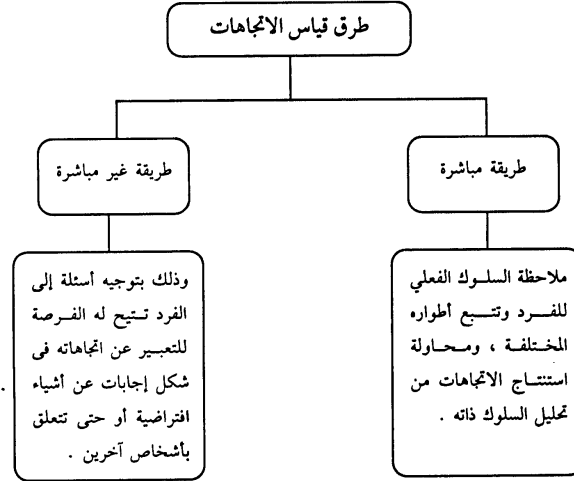 طرق قياس الاتجاهات
طريقة مباشرة
طريقة غير مباشرة
ملاحظة السلوك الفعلي
للفرد وتتبع أطواره
المختلفة ، ومحاولة
استنتاج الاتجاهات من
تحليل السلوك ذاته .
وذلك بتوجيه أسئلة إلى
الفرد تتيح له الفرصة
للتعبير عن اتجاهاته فى
شكل إجابات عن أشياء
افتراضية أو حتى تتعلق
بأشخاص آخرين .